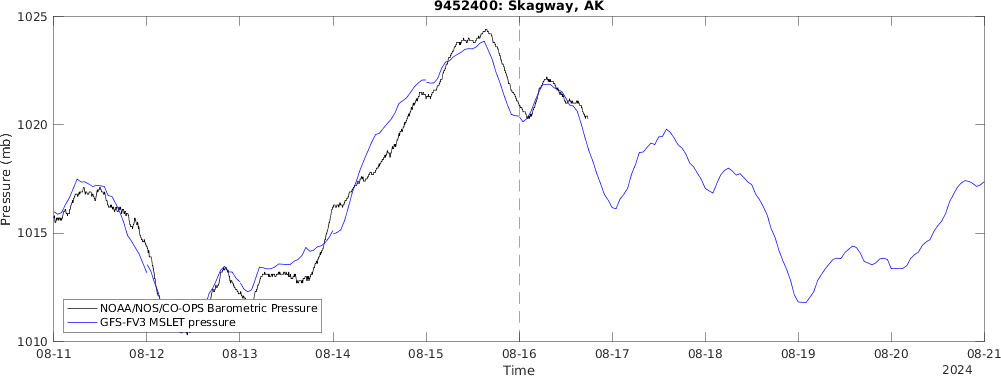 9452400: Skagway, AK
Pressure (mb)
1025
1020
1015
1010
NOAA/NOS/CO-OPS Barometric Pressure
GFS-FV3 MSLET pressure
08-11 08-12 08-13 08-14 08-15 08-16 08-17 08-18 08-19 08-20 08-21
Time
2024